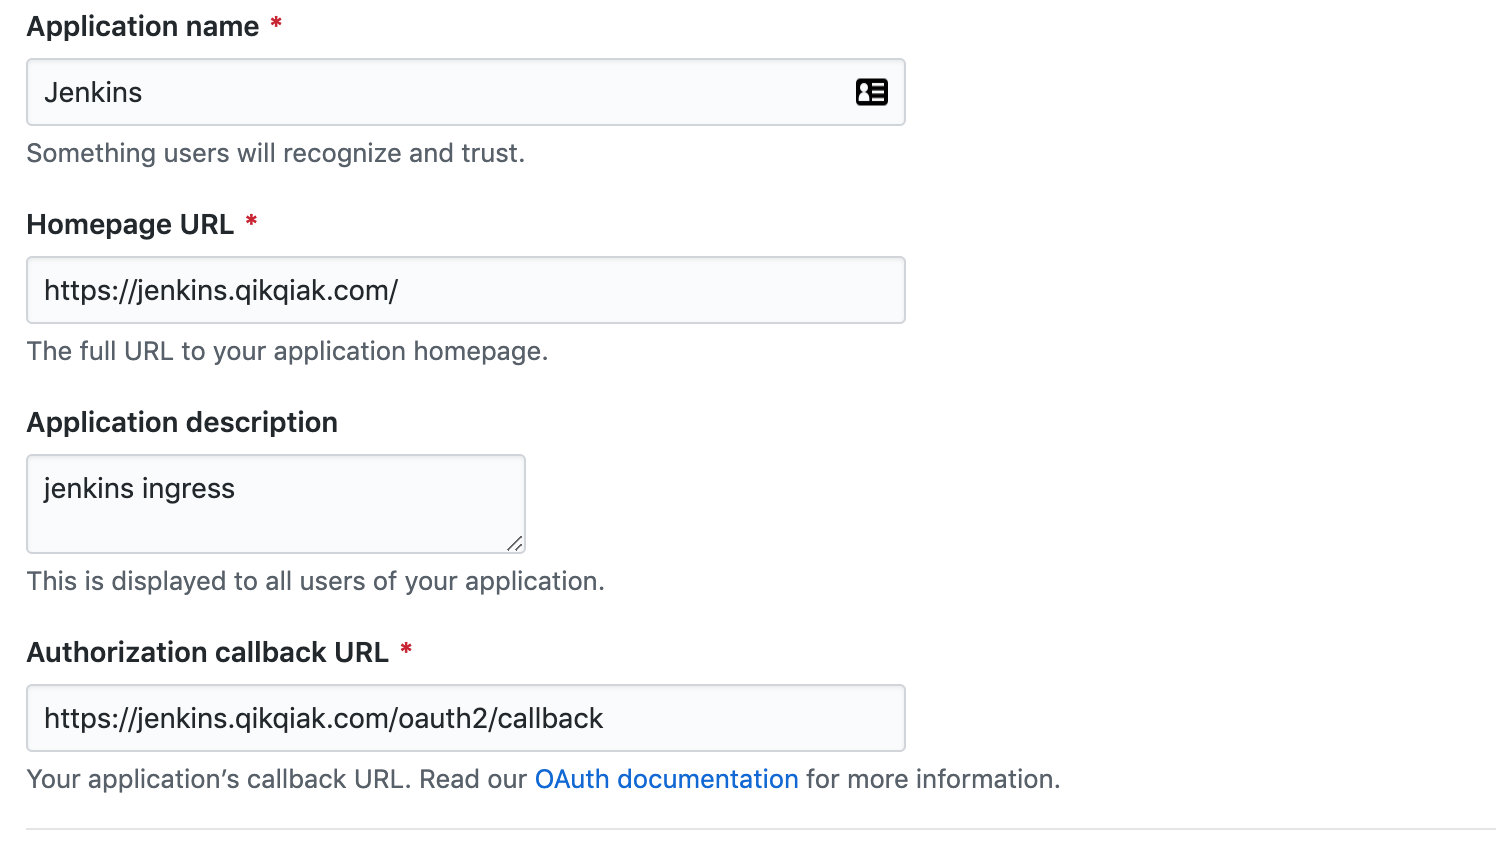 Application name *
Jenkins
Something users will recognize and trust.
Homepage URL *
https://jenkins.qikqiak.com/
The full URL to your application homepage.
Application description
jenkins ingress
This is displayed to all users of your application.
Authorization callback URL *
https://jenkins.qikqiak.com/oauth2/callback
Your application’s callback URL. Read our OAuth documentation for more information.